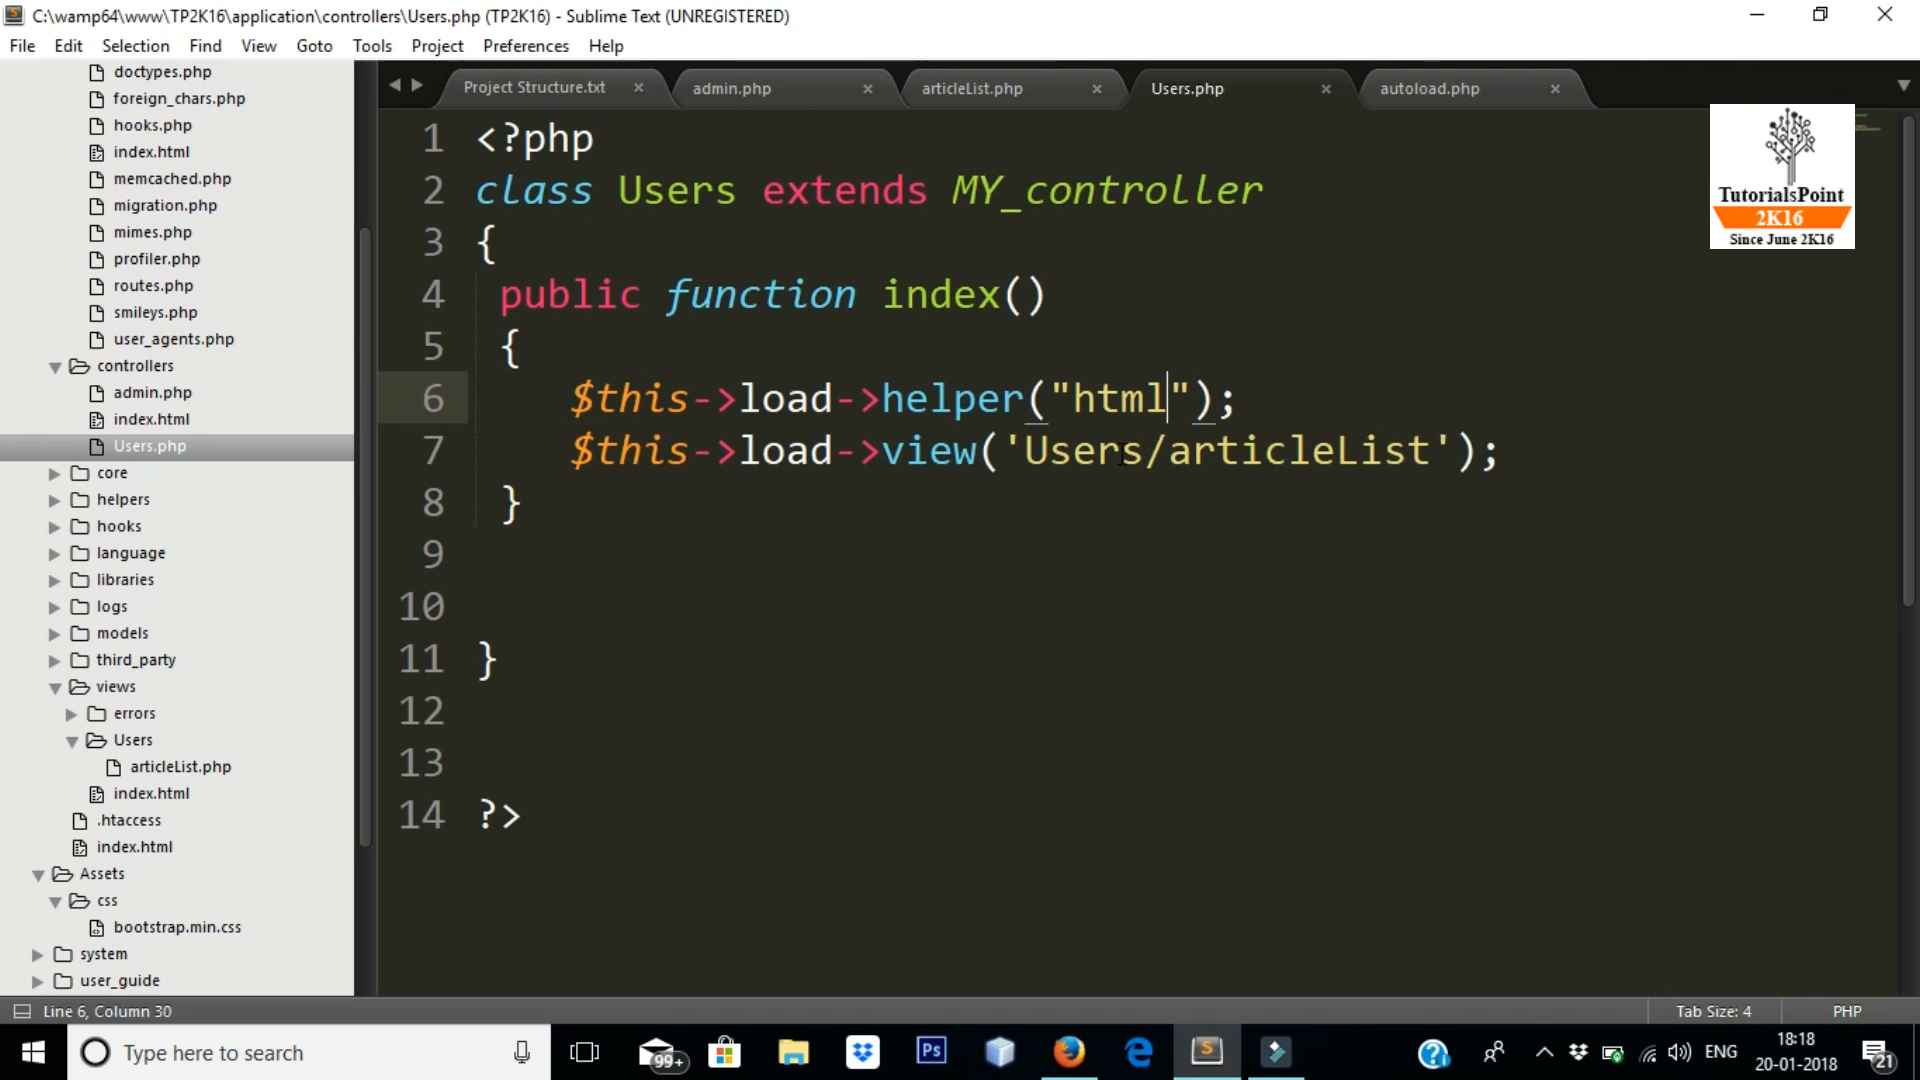 C:\wamp64\www\TP2K16\application\controllers\Users.php (TP2K16) - Sublime Text (UNREGISTERED)
File Edit Selection Find View Goto Tools Project Preferences Help
doctypes.php
foreign_chars.php
hooks.php
index.html
memcached.php
migration.php
mimes.php
profiler.php
routes.php
smileys.php
user_agents.php
controllers
admin.php
index.html
Users.php
core
helpers
hooks
language
libraries
logs
models
third_party
views
errors
Users
articleList.php
index.html
.htaccess
index.html
Assets
css
bootstrap.min.css
system
user_guide
Project Structure.txt × admin.php × articleList.php × Users.php × autoload.php ×
1 <?php
2 class Users extends MY_controller
3 {
4 public function index()
5 {
6 $this->load->helper("html");
7 $this->load->view('Users/articleList');
8 }
9
10
11 }
12
13
14 ?>
TutorialsPoint
2K16
Since June 2K16
Line 6, Column 30 Tab Size: 4 PHP
Type here to search 99+ Ps ENG 18:18
20-01-2018 21